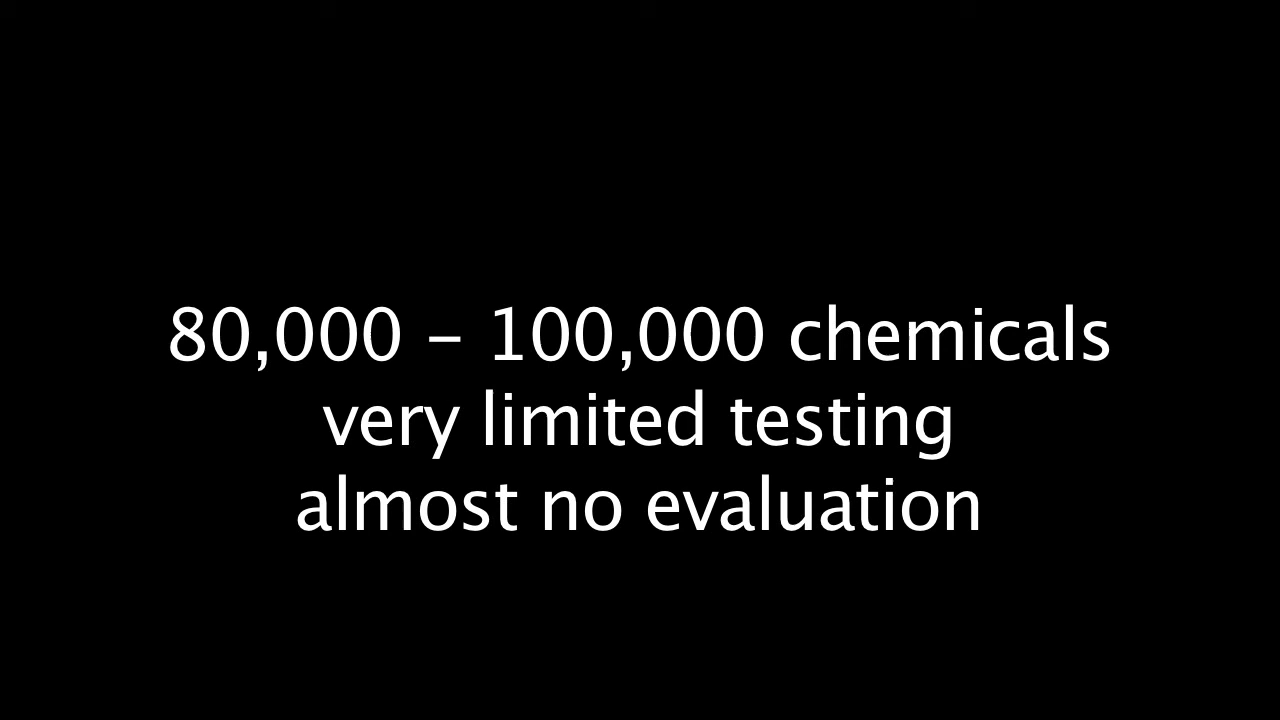 80,000 – 100,000 chemicals
very limited testing
almost no evaluation